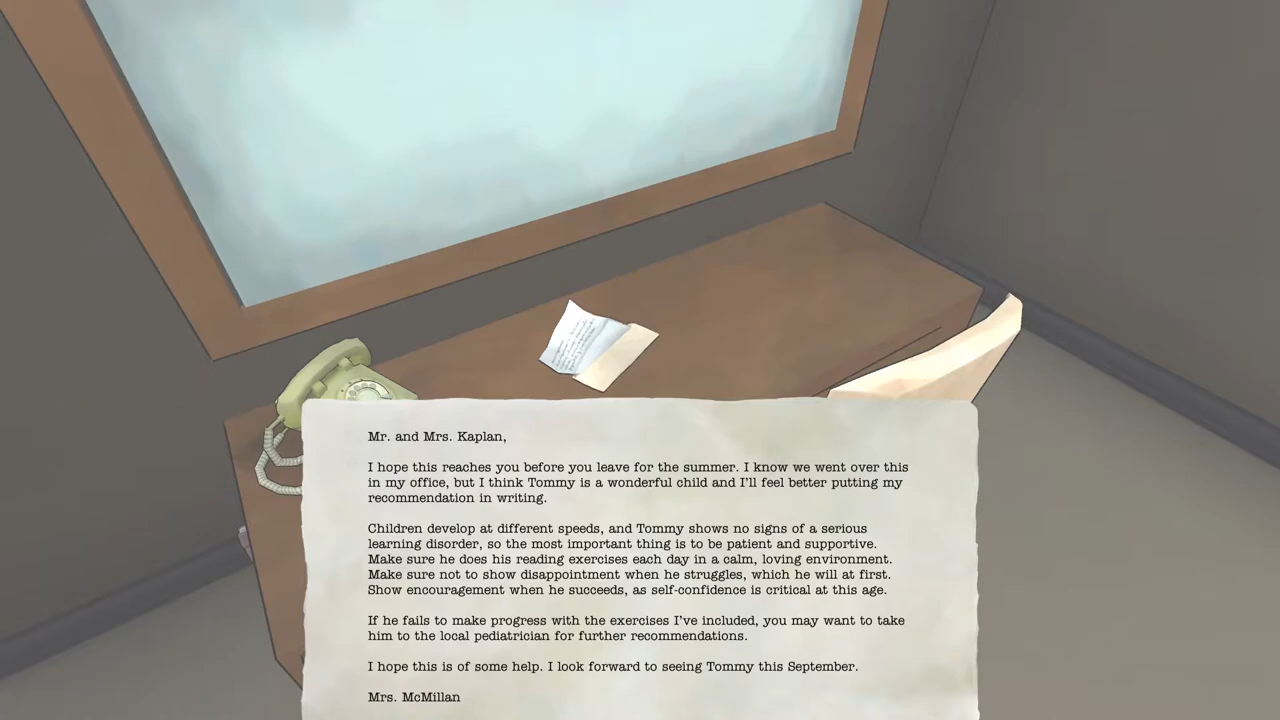 Mr. and Mrs. Kaplan,
I hope this reaches you before you leave for the summer. I know we went over this
in my office, but I think Tommy is a wonderful child and I'll feel better putting my
recommendation in writing.
Children develop at different speeds, and Tommy shows no signs of a serious
learning disorder, so the most important thing is to be patient and supportive.
Make sure he does his reading exercises each day in a calm, loving environment.
Make sure not to show disappointment when he struggles, which he will at first.
Show encouragement when he succeeds, as self-confidence is critical at this age.
If he fails to make progress with the exercises I've included, you may want to take
him to the local pediatrician for further recommendations.
I hope this is of some help. I look forward to seeing Tommy this September.
Mrs. McMillan